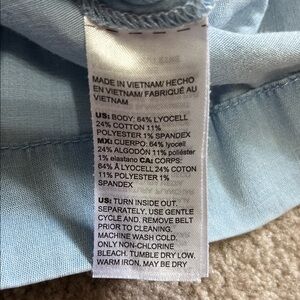 MADE IN VIETNAM/ HECHO
EN VIETNAM/ FABRIQUÉ AU
VIETNAM
US: BODY: 64% LYOCELL
24% COTTON 11%
POLYESTER 1% SPANDEX
MX: CUERPO: 64% lyocell
24% ALGODÓN 11% poliéster
1% elastano CA: CORPS:
64% Â LYOCELL 24% COTON
11% POLYESTER 1%
SPANDEX
US: TURN INSIDE OUT.
SEPARATELY. USE GENTLE
CYCLE AND. REMOVE BELT
PRIOR TO CLEANING.
MACHINE WASH COLD.
ONLY NON-CHLORINE
BLEACH. TUMBLE DRY LOW.
WARM IRON. MAY BE DRY